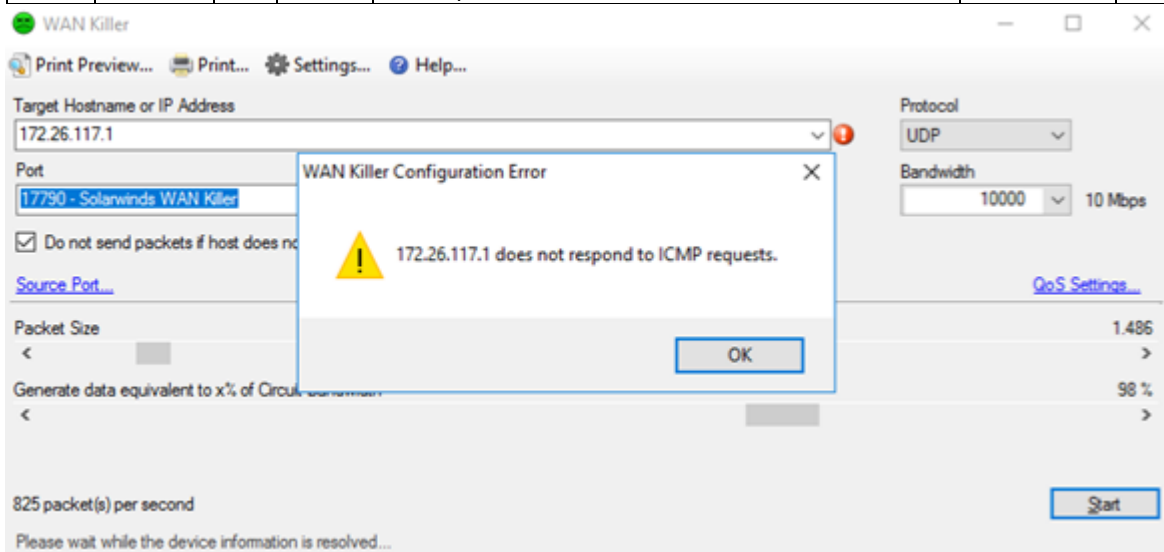 WAN Killer
Print Preview... Print... Settings... Help...
Target Hostname or IP Address
Protocol
172.26.117.1
UDP
Port
WAN Killer Configuration Error
Bandwidth
17790 - Solarwinds WAN Killer
10000
10 Mbps
Do not send packets if host does
172.26.117.1 does not respond to ICMP requests.
Source Port...
QoS Settings...
Packet Size
1.486
OK
Generate data equivalent to x% of
98 %
825 packet(s) per second
Start
Please wait while the device information is resolved...